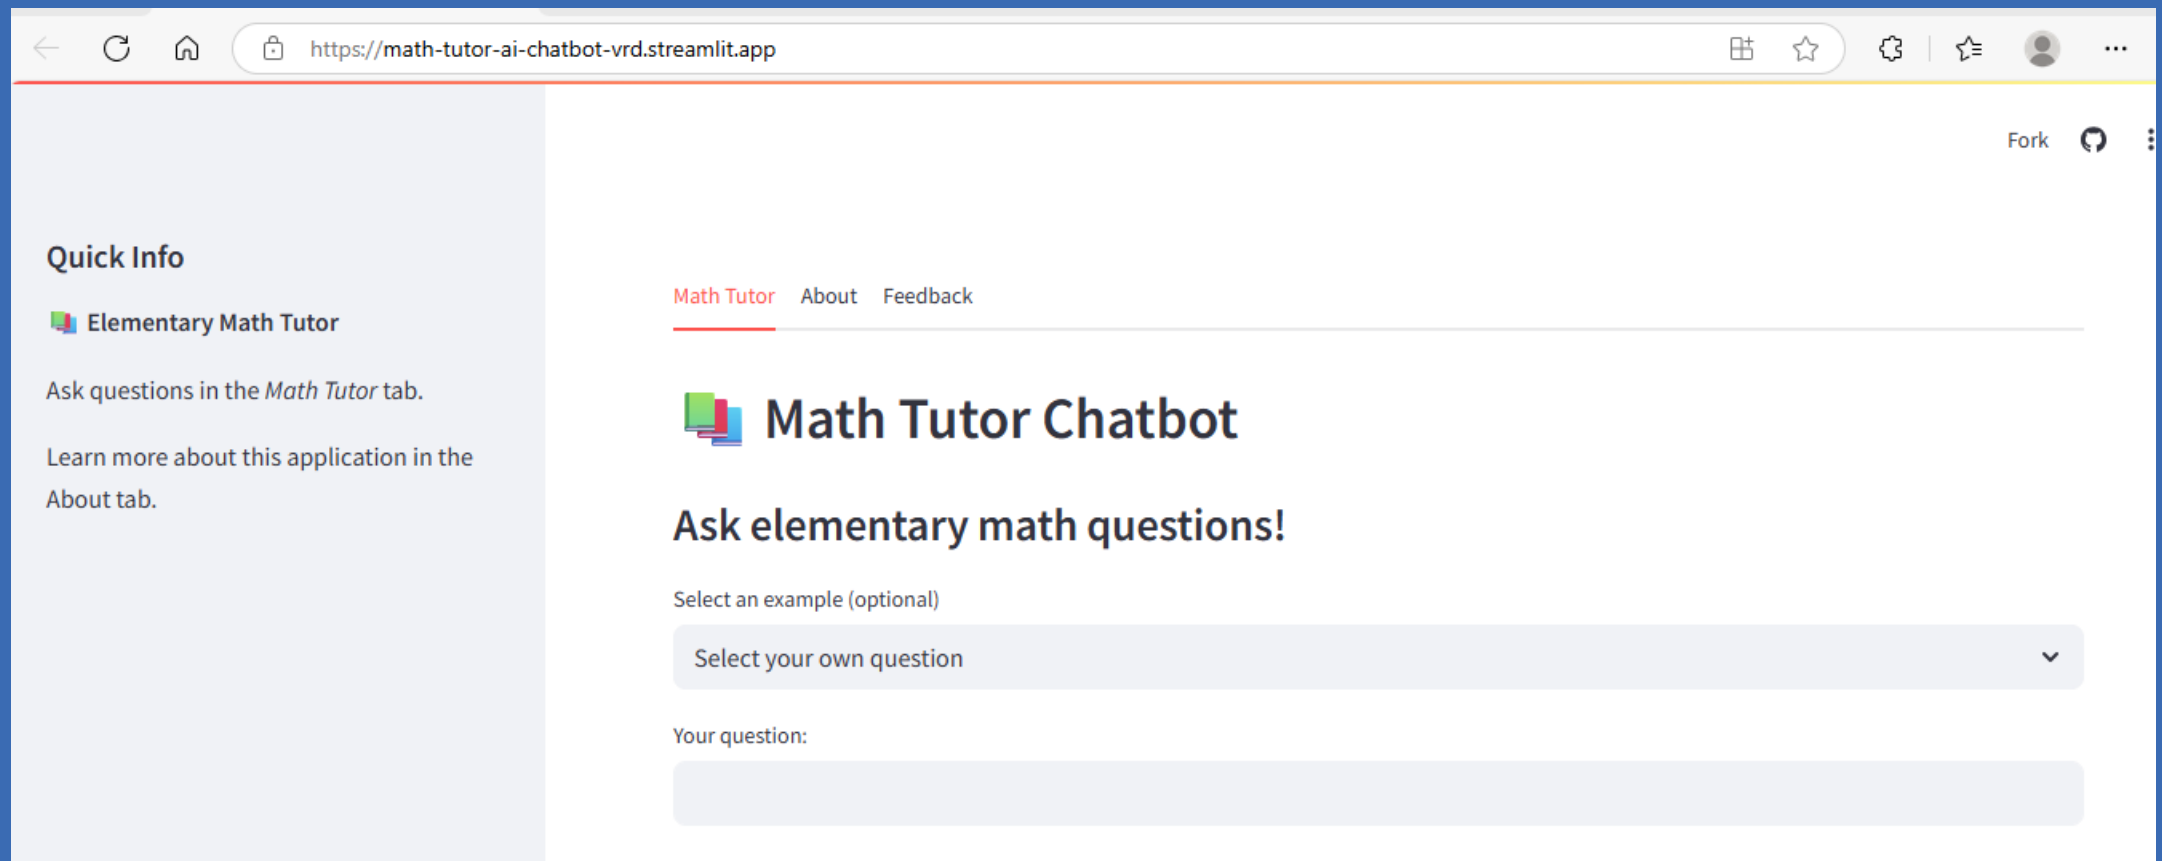 https://math-tutor-ai-chatbot-vrd.streamlit.app
Fork
Quick Info
Elementary Math Tutor
Ask questions in the Math Tutor tab.
Learn more about this application in the
About tab.
Math Tutor About Feedback
Math Tutor Chatbot
Ask elementary math questions!
Select an example (optional)
Select your own question
Your question: